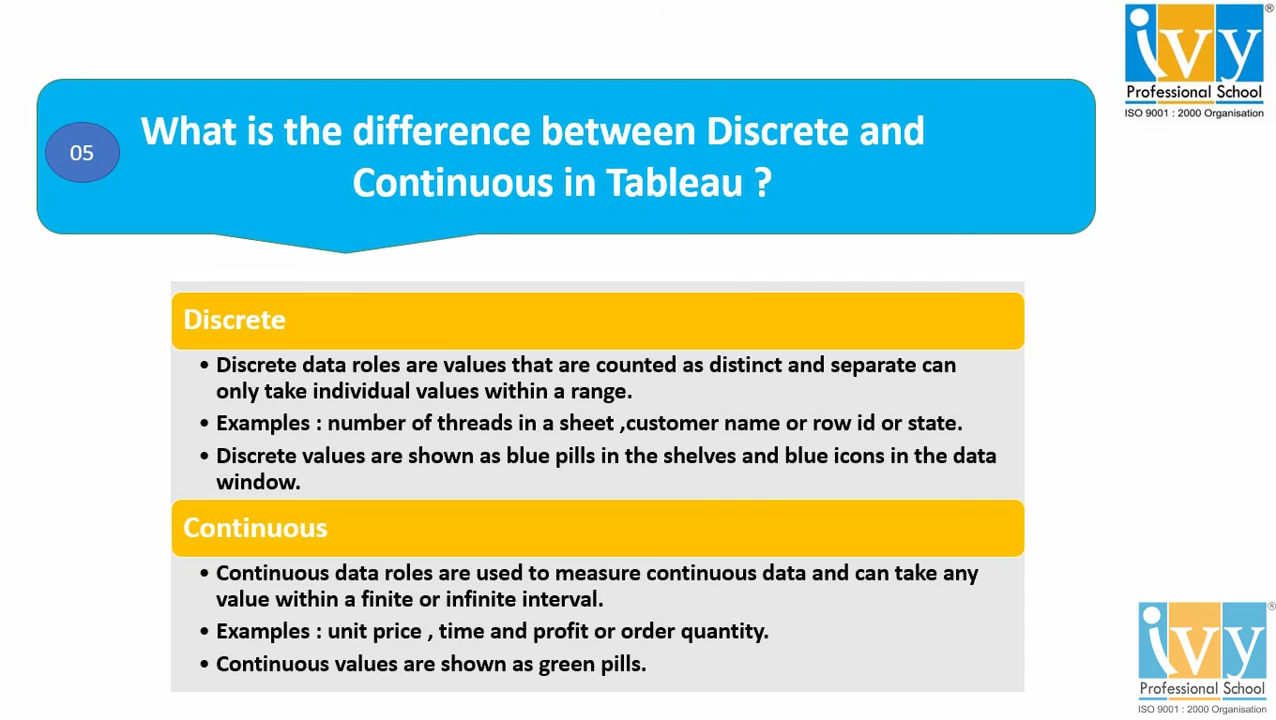 ivy
Professional School
ISO 9001 : 2000 Organisation
®
05
What is the difference between Discrete and
Continuous in Tableau ?
Discrete
• Discrete data roles are values that are counted as distinct and separate can
only take individual values within a range.
• Examples : number of threads in a sheet ,customer name or row id or state.
• Discrete values are shown as blue pills in the shelves and blue icons in the data
window.
Continuous
• Continuous data roles are used to measure continuous data and can take any
value within a finite or infinite interval.
• Examples : unit price , time and profit or order quantity.
• Continuous values are shown as green pills.
ivy
Professional School
ISO 9001 : 2000 Organisation
®